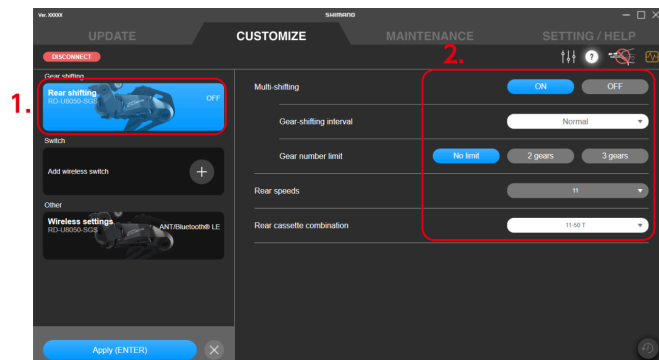 Ver. XXXXX
SHIMANO
UPDATE
CUSTOMIZE
MAINTENANCE
SETTING / HELP
DISCONNECT
2.
?
Gear shifting
1.
Rear shifting
RD-U8050-SGS
OFF
Switch
Add wireless switch
Other
Wireless settings
RD-U8050-SGS
ANT/Bluetooth® LE
Apply (ENTER)
Multi-shifting
ON
OFF
Gear-shifting interval
Normal
Gear number limit
No limit
2 gears
3 gears
Rear speeds
11
Rear cassette combination
11-50 T